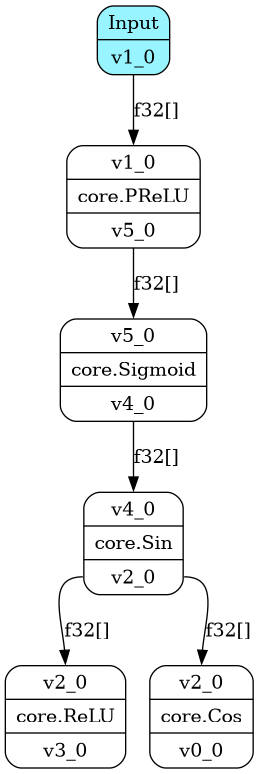 Input
v1_0
f32[]
v1_0
core.PReLU
v5_0
f32[]
v5_0
core.Sigmoid
v4_0
f32[]
v4_0
core.Sin
v2_0
f32[]
f32[]
v2_0
core.ReLU
v3_0
v2_0
core.Cos
v0_0